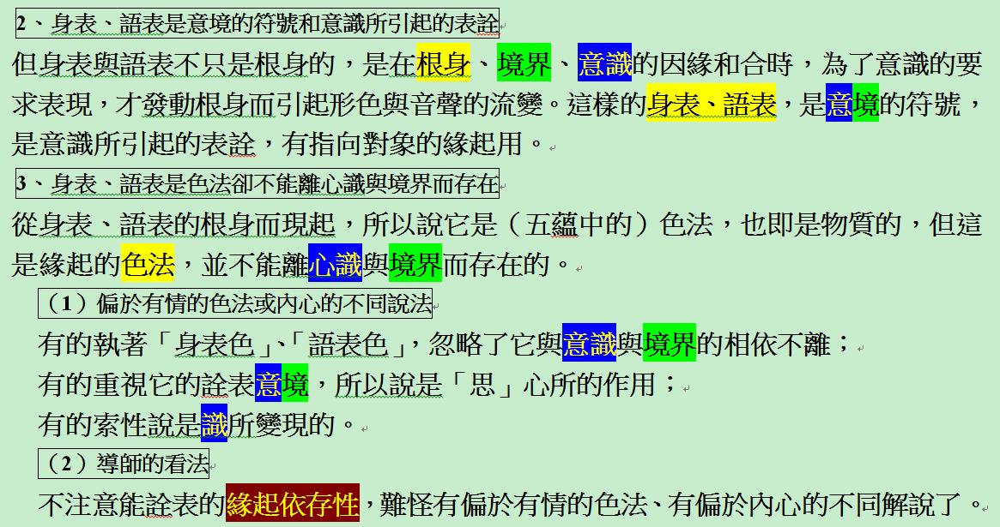 2、身表、語表是意境的符號和意識所引起的表詮
但身表與語表不只是根身的，是在根身、境界、意識的因緣和合時，為了意識的要
求表現，才發動根身而引起形色與音聲的流變。這樣的身表、語表，是意境的符號，
是意識所引起的表詮，有指向對象的緣起用。
3、身表、語表是色法卻不能離心識與境界而存在
從身表、語表的根身而現起，所以說它是（五蘊中的）色法，也即是物質的，但這
是緣起的色法，並不能離心識與境界而存在的。
（1）偏於有情的色法或內心的不同說法
有的執著「身表色」、「語表色」，忽略了它與意識與境界的相依不離；
有的重視它的詮表意境，所以說是「思」心所的作用；
有的索性說是識所變現的。
（2）導師的看法
不注意能詮表的緣起依存性，難怪有偏於有情的色法、有偏於內心的不同解說了。